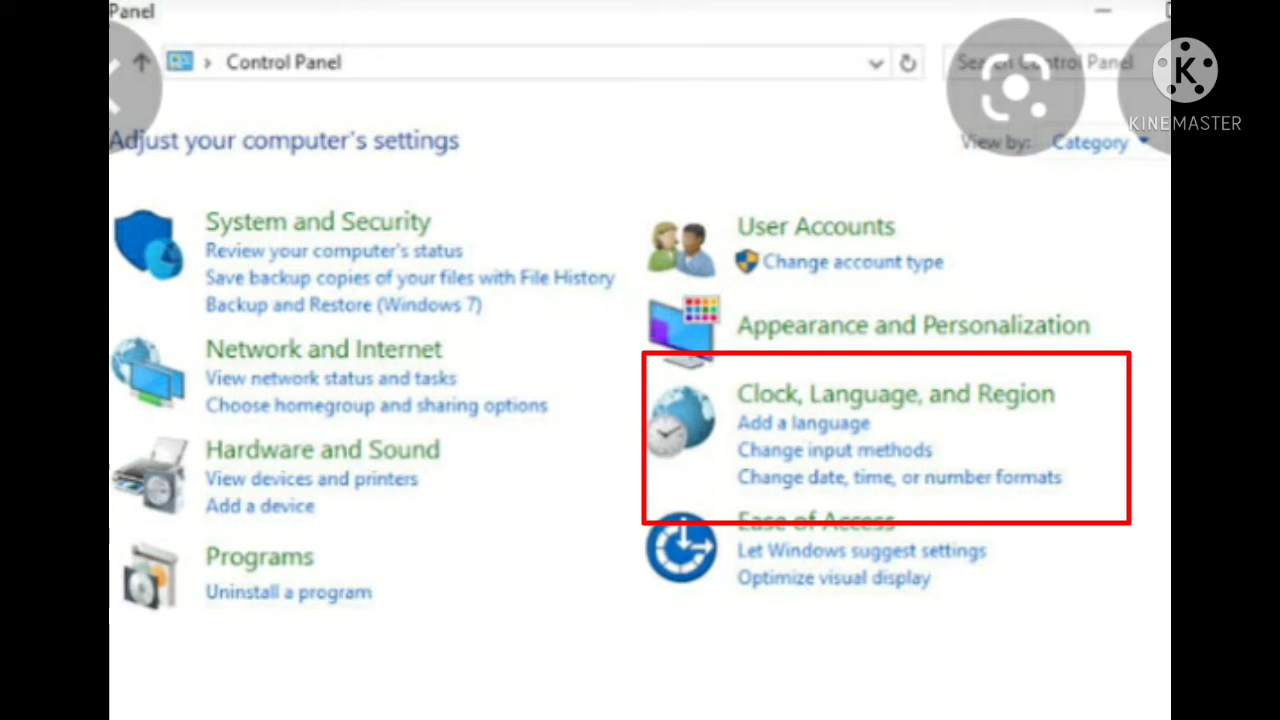 Panel
Control Panel
Search Control Panel
KINEMASTER
Adjust your computer's settings
View by: Category
System and Security
Review your computer's status
Save backup copies of your files with File History
Backup and Restore (Windows 7)
Network and Internet
View network status and tasks
Choose homegroup and sharing options
Hardware and Sound
View devices and printers
Add a device
Programs
Uninstall a program
User Accounts
Change account type
Appearance and Personalization
Clock, Language, and Region
Add a language
Change input methods
Change date, time, or number formats
Ease of Access
Let Windows suggest settings
Optimize visual display